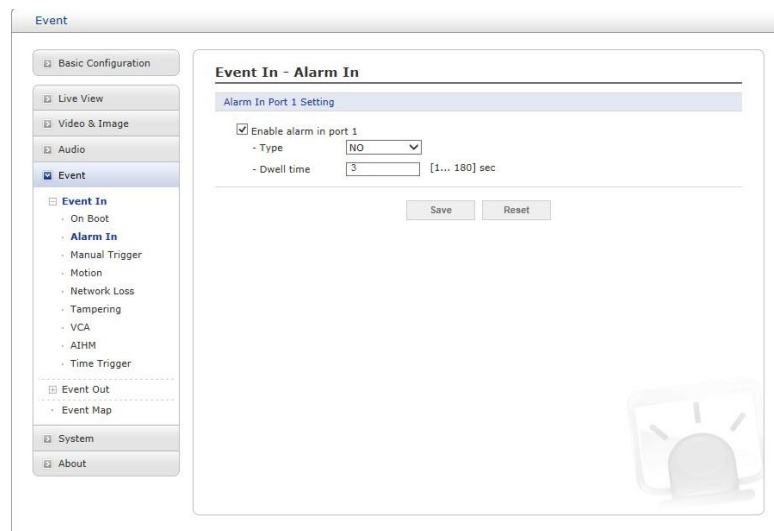 Event
Basic Configuration
Live View
Video & Image
Audio
Event
Event In
On Boot
Alarm In
Manual Trigger
Motion
Network Loss
Tampering
VCA
AIHM
Time Trigger
Event Out
Event Map
System
About
Event In - Alarm In
Alarm In Port 1 Setting
Enable alarm in port 1
- Type NO
- Dwell time 3 [1... 180] sec
Save Reset